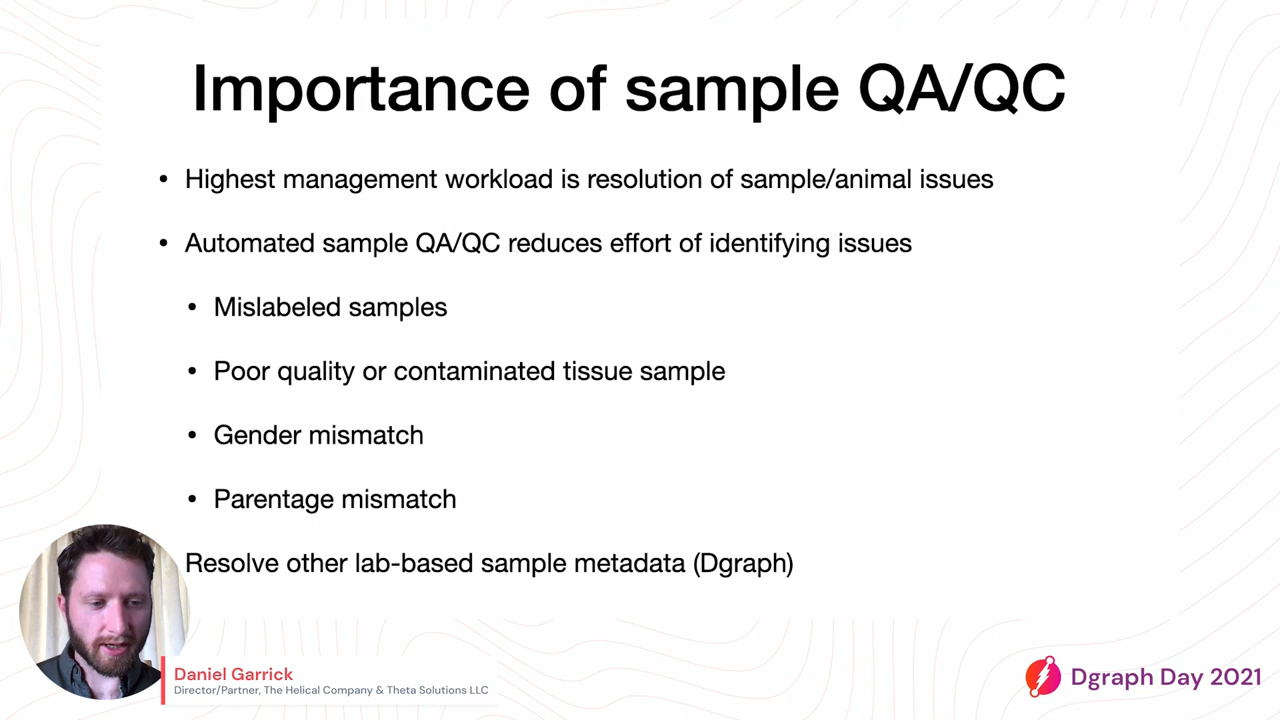 Importance of sample QA/QC
• Highest management workload is resolution of sample/animal issues
• Automated sample QA/QC reduces effort of identifying issues
• Mislabeled samples
• Poor quality or contaminated tissue sample
• Gender mismatch
• Parentage mismatch
Resolve other lab-based sample metadata (Dgraph)
Daniel Garrick
Director/Partner, The Helical Company & Theta Solutions LLC
Dgraph Day 2021